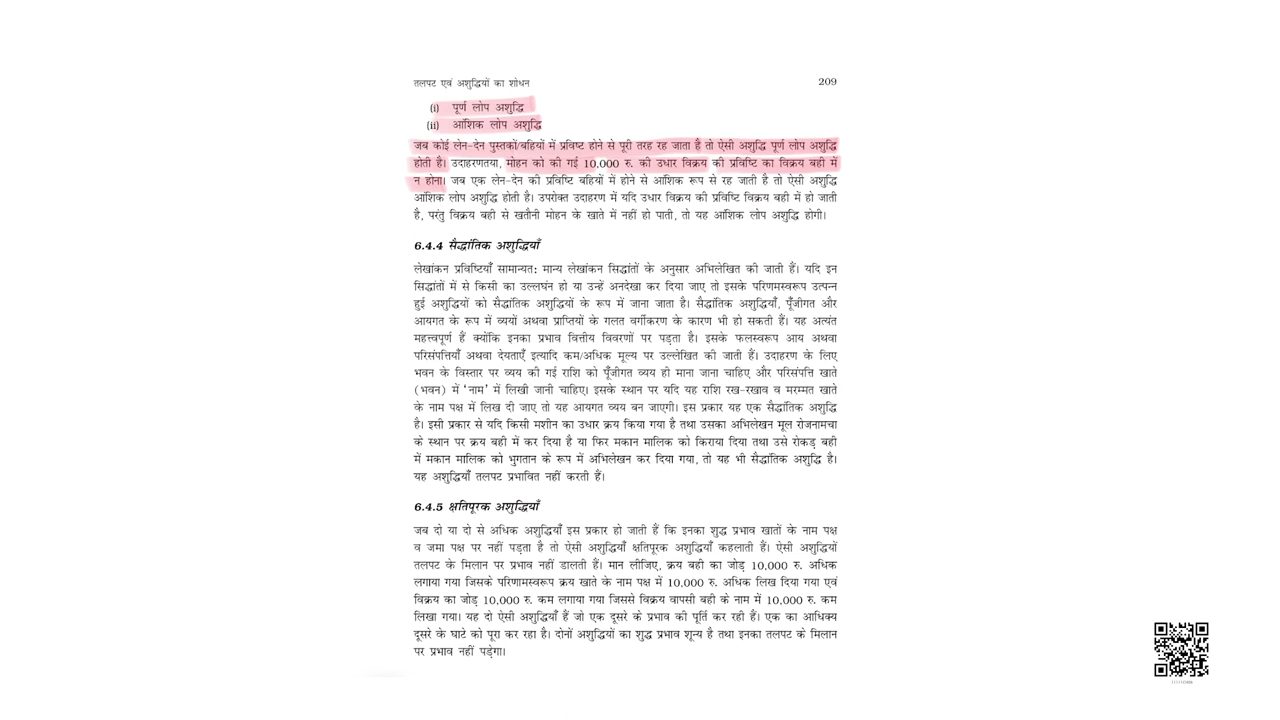 तलपट एवं अशुद्धियों का शोधन 209
(i) पूर्ण लोप अशुद्धि
(ii) आंशिक लोप अशुद्धि
जब कोई लेन-देन पुस्तकों/बहियों में प्रविष्ट होने से पूरी तरह रह जाता है तो ऐसी अशुद्धि पूर्ण लोप अशुद्धि
होती है। उदाहरणतया, मोहन को की गई 10,000 रु. की उधार विक्रय की प्रविष्टि का विक्रय बही में
न होना। जब एक लेन-देन की प्रविष्टि बहियों में होने से आंशिक रूप से रह जाती है तो ऐसी अशुद्धि
आंशिक लोप अशुद्धि होती है। उपरोक्त उदाहरण में यदि उधार विक्रय की प्रविष्टि विक्रय बही में हो जाती
है, परंतु विक्रय बही से खतौनी मोहन के खाते में नहीं हो पाती, तो यह आंशिक लोप अशुद्धि होगी।
6.4.4 सैद्धांतिक अशुद्धियाँ
लेखांकन प्रविष्टियाँ सामान्यत: मान्य लेखांकन सिद्धांतों के अनुसार अभिलेखित की जाती हैं। यदि इन
सिद्धांतों में से किसी का उल्लघंन हो या उन्हें अनदेखा कर दिया जाए तो इसके परिणमास्वरूप उत्पन्न
हुई अशुद्धियों को सैद्धांतिक अशुद्धियों के रूप में जाना जाता है। सैद्धांतिक अशुद्धियाँ, पूँजीगत और
आयगत के रूप में व्ययों अथवा प्राप्तियों के गलत वर्गीकरण के कारण भी हो सकती हैं। यह अत्यंत
महत्त्वपूर्ण हैं क्योंकि इनका प्रभाव वित्तीय विवरणों पर पड़ता है। इसके फलस्वरूप आय अथवा
परिसंपत्तियाँ अथवा देयताएँ इत्यादि कम/अधिक मूल्य पर उल्लेखित की जाती हैं। उदाहरण के लिए
भवन के विस्तार पर व्यय की गई राशि को पूँजीगत व्यय ही माना जाना चाहिए और परिसंपत्ति खाते
(भवन) में ‘नाम’ में लिखी जानी चाहिए। इसके स्थान पर यदि यह राशि रख-रखाव व मरम्मत खाते
के नाम पक्ष में लिख दी जाए तो यह आयगत व्यय बन जाएगी। इस प्रकार यह एक सैद्धांतिक अशुद्धि
है। इसी प्रकार से यदि किसी मशीन का उधार क्रय किया गया है तथा उसका अभिलेखन मूल रोजनामचा
के स्थान पर क्रय बही में कर दिया है या फिर मकान मालिक को किराया दिया तथा उसे रोकड़ बही
में मकान मालिक को भुगतान के रूप में अभिलेखन कर दिया गया, तो यह भी सैद्धांतिक अशुद्धि है।
यह अशुद्धियाँ तलपट प्रभावित नहीं करती हैं।
6.4.5 क्षतिपूरक अशुद्धियाँ
जब दो या दो से अधिक अशुद्धियाँ इस प्रकार हो जाती हैं कि इनका शुद्ध प्रभाव खातों के नाम पक्ष
व जमा पक्ष पर नहीं पड़ता है तो ऐसी अशुद्धियाँ क्षतिपूरक अशुद्धियाँ कहलाती हैं। ऐसी अशुद्धियों
तलपट के मिलान पर प्रभाव नहीं डालती हैं। मान लीजिए, क्रय बही का जोड़ 10,000 रु. अधिक
लगाया गया जिसके परिणामस्वरूप क्रय खाते के नाम पक्ष में 10,000 रु. अधिक लिख दिया गया एवं
विक्रय का जोड़ 10,000 रु. कम लगाया गया जिससे विक्रय वापसी बही के नाम में 10,000 रु. कम
लिखा गया। यह दो ऐसी अशुद्धियाँ हैं जो एक दूसरे के प्रभाव की पूर्ति कर रही हैं। एक का आधिक्य
दूसरे के घाटे को पूरा कर रहा है। दोनों अशुद्धियों का शुद्ध प्रभाव शून्य है तथा इनका तलपट के मिलान
पर प्रभाव नहीं पड़ेगा।